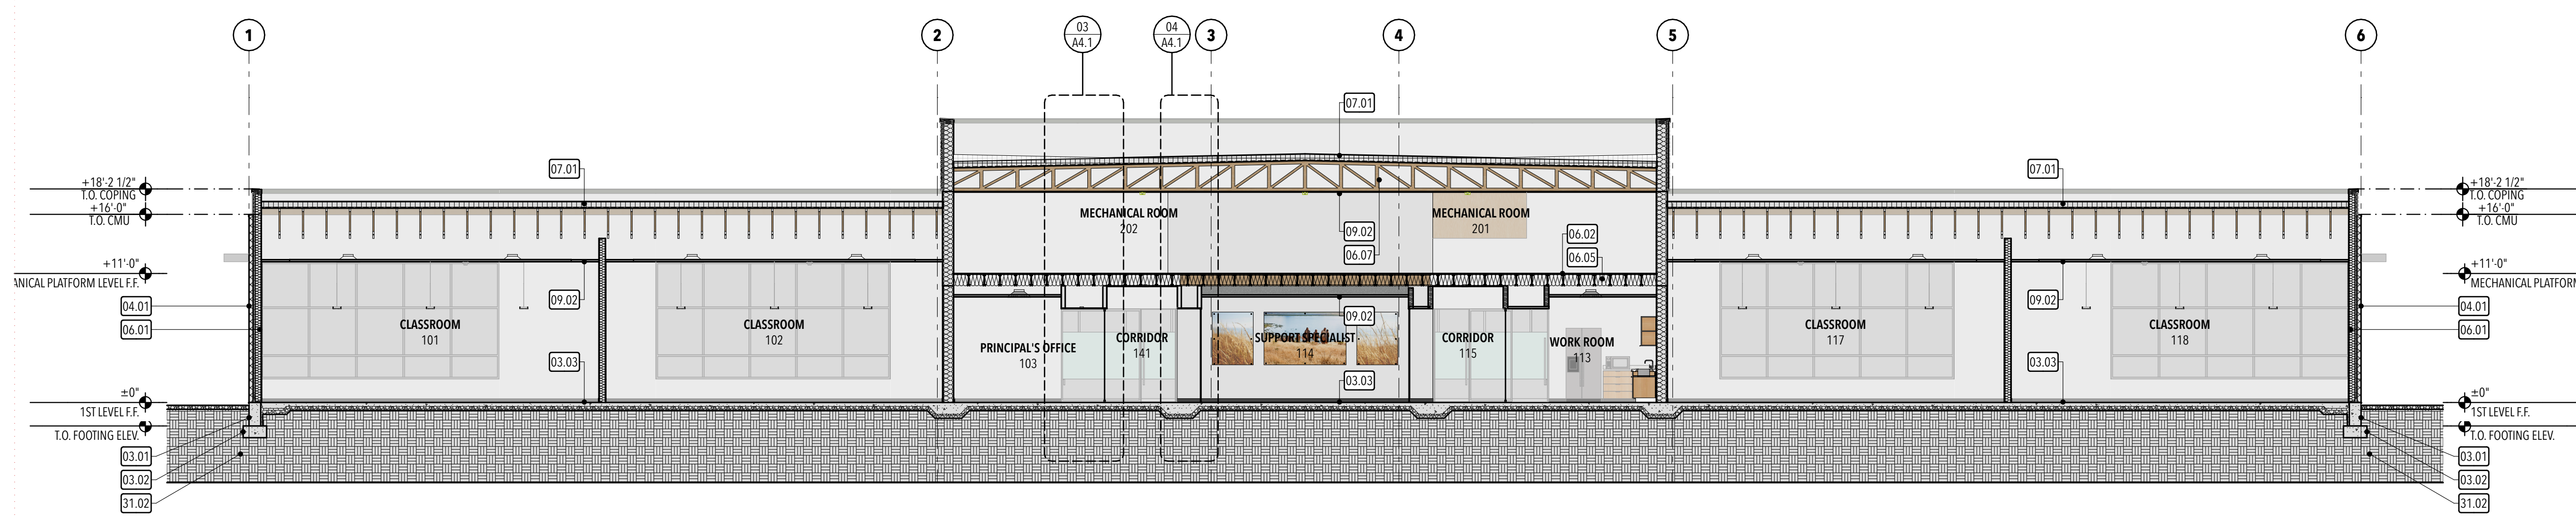 1
2
03
A4.1
04
A4.1
3
4
5
6
07.01
07.01
07.01
+18'-2 1/2"
T.O. COPING
+16'-0"
T.O. CMU
+11'-0"
ANICAL PLATFORM LEVEL F.F.
04.01
06.01
±0"
1ST LEVEL F.F.
T.O. FOOTING ELEV.
03.01
03.02
31.02
CLASSROOM
101
09.02
03.03
CLASSROOM
102
MECHANICAL ROOM
202
MECHANICAL ROOM
201
09.02
06.07
06.02
06.05
PRINCIPAL'S OFFICE
103
CORRIDOR
141
09.02
SUPPORT SPECIALIST
114
03.03
CORRIDOR
115
WORK ROOM
113
CLASSROOM
117
09.02
03.03
CLASSROOM
118
+18'-2 1/2"
T.O. COPING
+16'-0"
T.O. CMU
+11'-0"
MECHANICAL PLATFORM
04.01
06.01
±0"
1ST LEVEL F.F.
T.O. FOOTING ELEV.
03.01
03.02
31.02